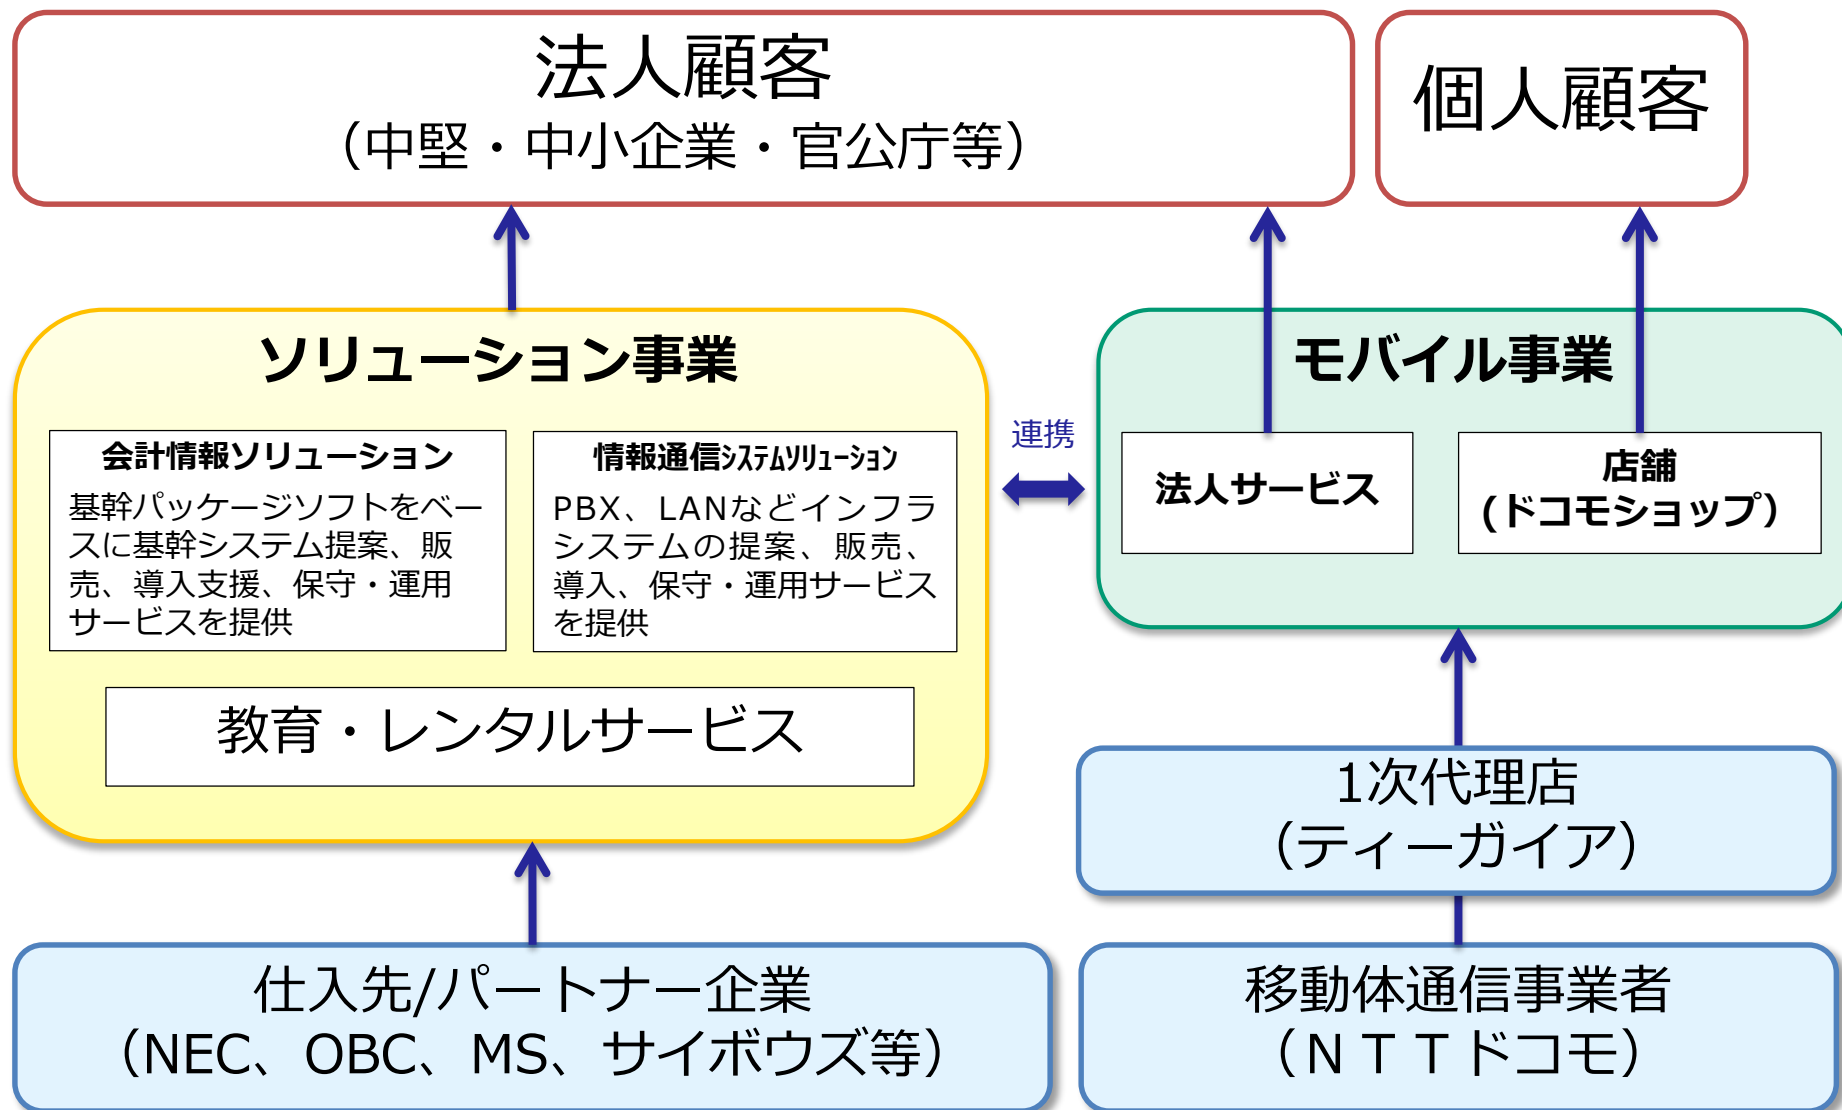 法人顧客
（中堅・中小企業・官公庁等）
個人顧客
ソリューション事業
会計情報ソリューション
基幹パッケージソフトをベー
スに基幹システム提案、販
売、導入支援、保守・運用
サービスを提供
情報通信ｼｽﾃﾑｿﾘｭｰｼｮﾝ
PBX、LANなどインフラ
システムの提案、販売、
導入、保守・運用サービス
を提供
教育・レンタルサービス
連携
モバイル事業
法人サービス
店舗
(ドコモショップ）
1次代理店
（ティーガイア）
仕入先/パートナー企業
（NEC、OBC、MS、サイボウズ等）
移動体通信事業者
（ＮＴＴドコモ）